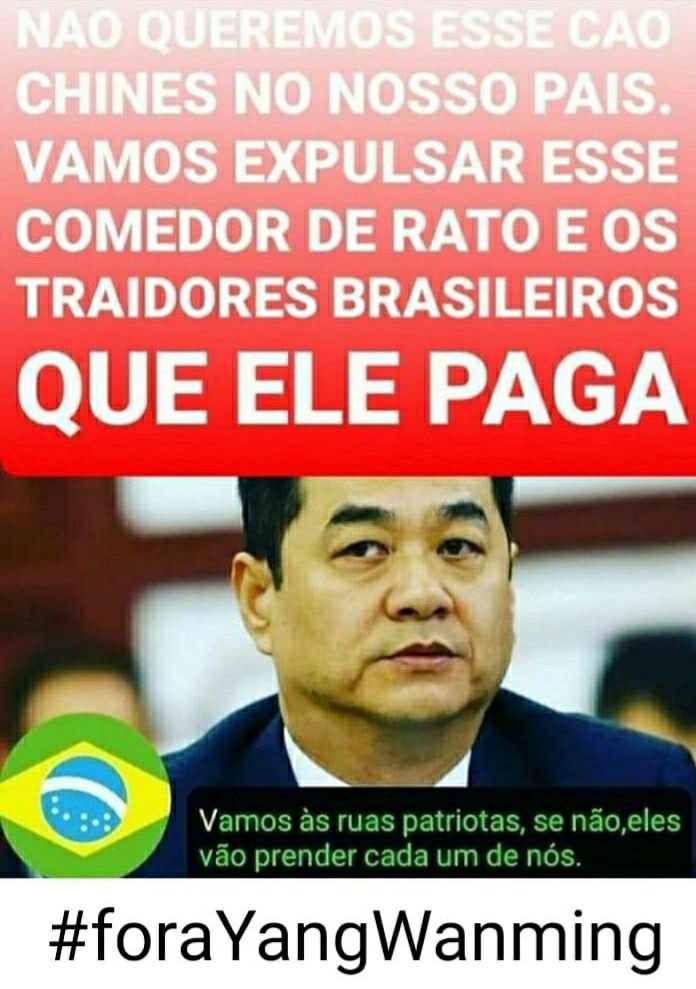 NAO QUEREMOS ESSE CAO
CHINES NO NOSSO PAIS.
VAMOS EXPULSAR ESSE
COMEDOR DE RATO E OS
TRAIDORES BRASILEIROS
QUE ELE PAGA
Vamos às ruas patriotas, se não,eles
vão prender cada um de nós.
#foraYangWanming